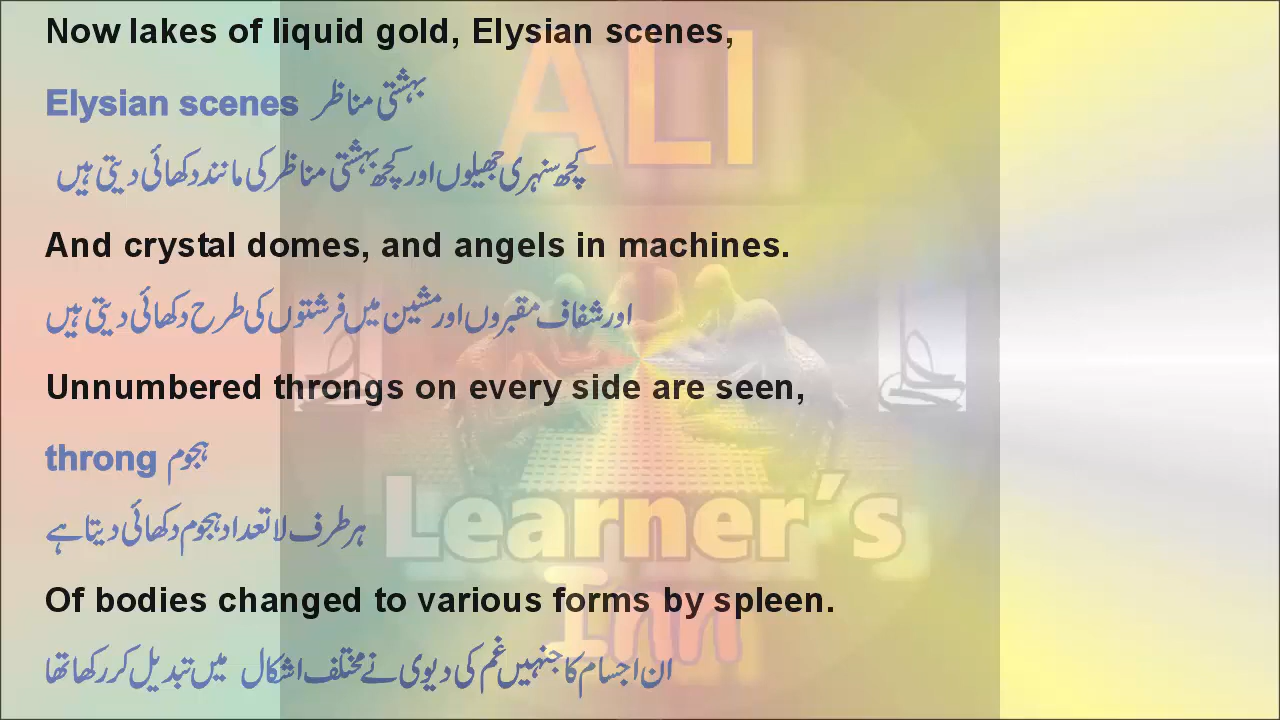 Now lakes of liquid gold, Elysian scenes,
Elysian scenes بہشتی مناظر
کچھ سنہری جھیلوں اور کچھ بہشتی مناظر کی مانند دکھائی دیتی ہیں
And crystal domes, and angels in machines.
اور شفاف مقبروں اور مشین میں فرشتوں کی طرح دکھائی دیتی ہیں
Unnumbered throngs on every side are seen,
throng ہجوم
ہر طرف لا تعداد ہجوم دکھائی دیتا ہے
Of bodies changed to various forms by spleen.
ان اجسام کا جنہیں غم کی دیوی نے مختلف اشکال میں تبدیل کر رکھا تھا
ALI
Learner's
Inn